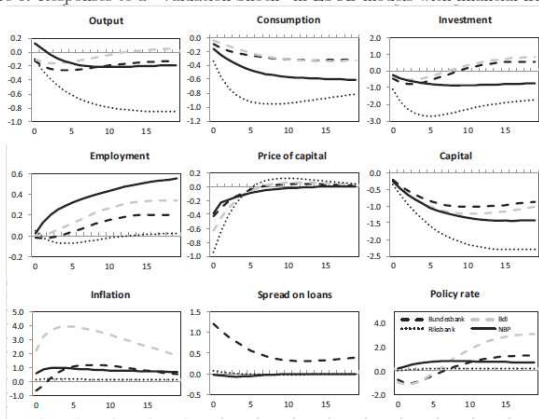 Output Consumption Investment
0.2 0.2 2.0
0.0 0.0 1.0
-0.2 -0.2 0.0
-0.4 -0.4 -1.0
-0.6 -0.6 -2.0
-0.8 -0.8 -3.0
-1.0 -1.0
-1.2
0 5 10 15 0 5 10 15 0 5 10 15
Employment Price of capital Capital
0.6 0.2 0.0
0.4 0.0 -0.5
0.2 -0.2 -1.0
0.0 -0.4 -1.5
-0.2 -0.6 -2.0
-0.8 -2.5
-1.0
0 5 10 15 0 5 10 15 0 5 10 15
Inflation Spread on loans Policy rate
5.0 1.5 4.0
4.0 1.0 2.0
3.0 0.5 0.0
2.0 0.0 -2.0
1.0 -0.5
0.0
-1.0
Bundesbank BdI
Riksbank NBP
0 5 10 15 0 5 10 15 0 5 10 15